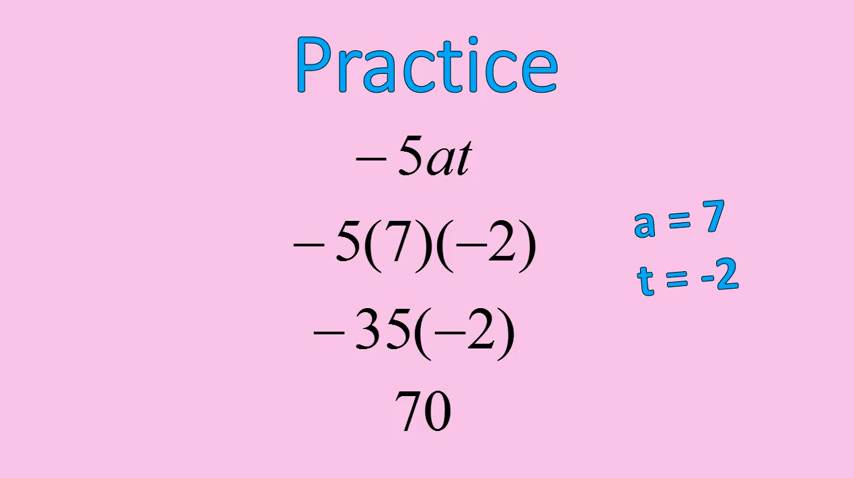 Practice
– 5at
– 5(7)(–2)
– 35(–2)
70
a = 7
t = -2